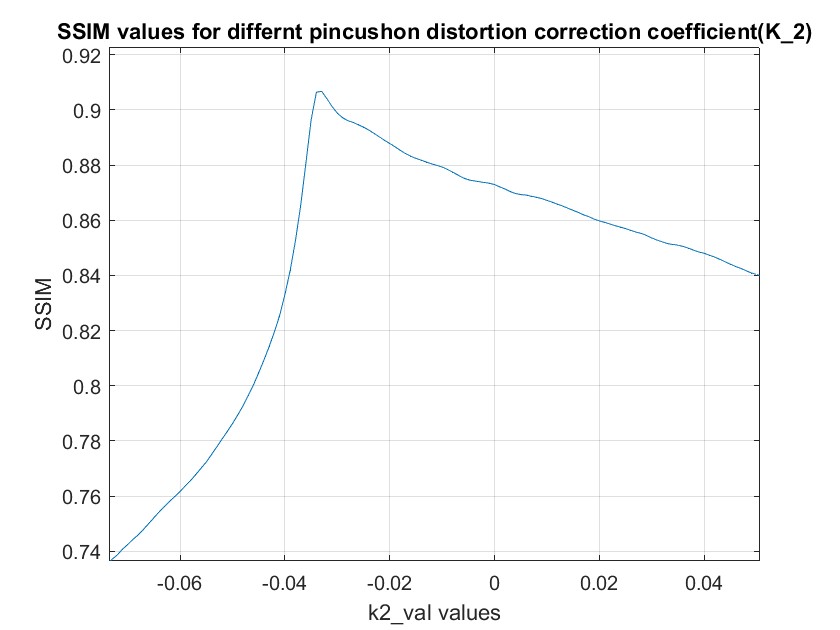 SSIM values for differnt pincushon distortion correction coefficient(K_2)
0.92
0.9
0.88
0.86
0.84
0.82
0.8
0.78
0.76
0.74
SSIM
-0.06 -0.04 -0.02 0 0.02 0.04
k2_val values